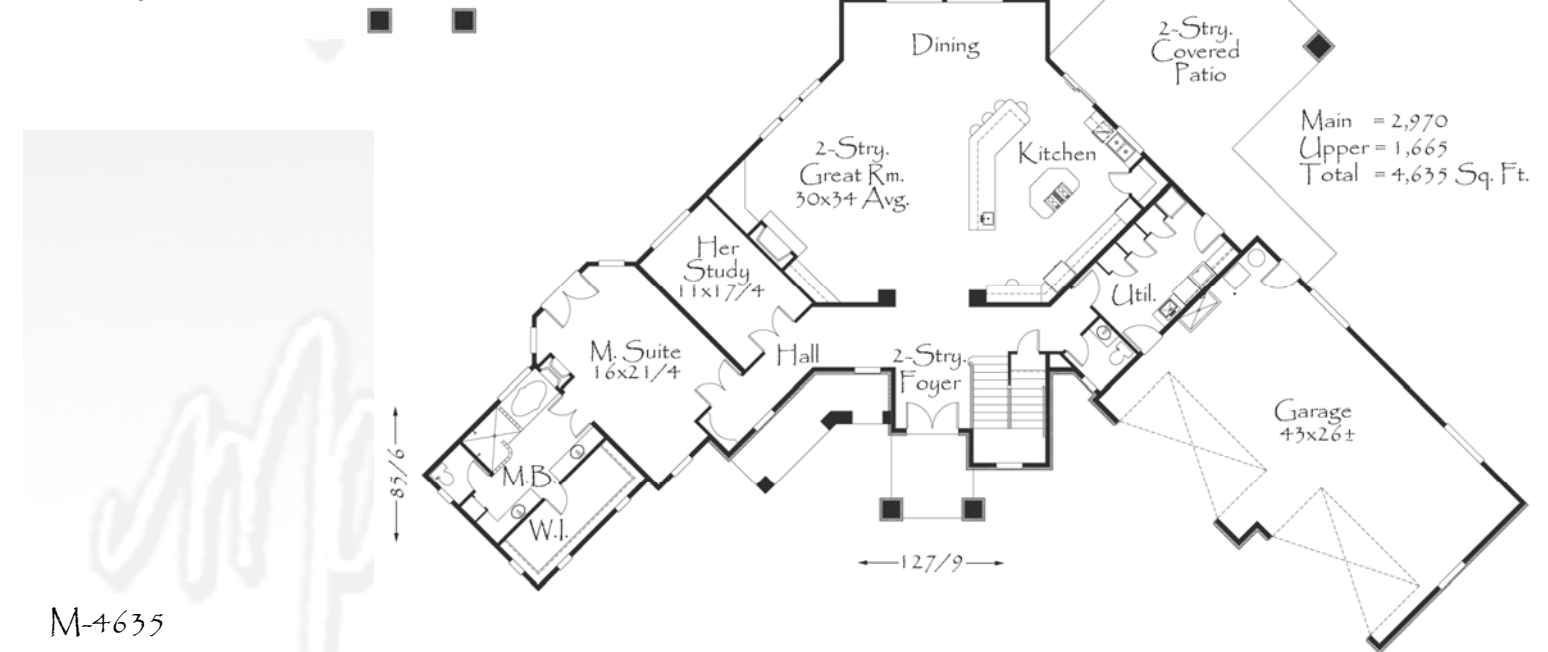 Dining
2-Stry.
Covered
Patio
Main = 2,970
Upper = 1,665
Total = 4,635 Sq. Ft.
2-Stry.
Great Rm.
30x34 Avg.
Kitchen
Her
Study
11x17/4
Util.
M. Suite
16x21/4
Hall
2-Stry.
Foyer
Garage
43x26±
85/6
M.B.
W.I.
127/9
M-4635